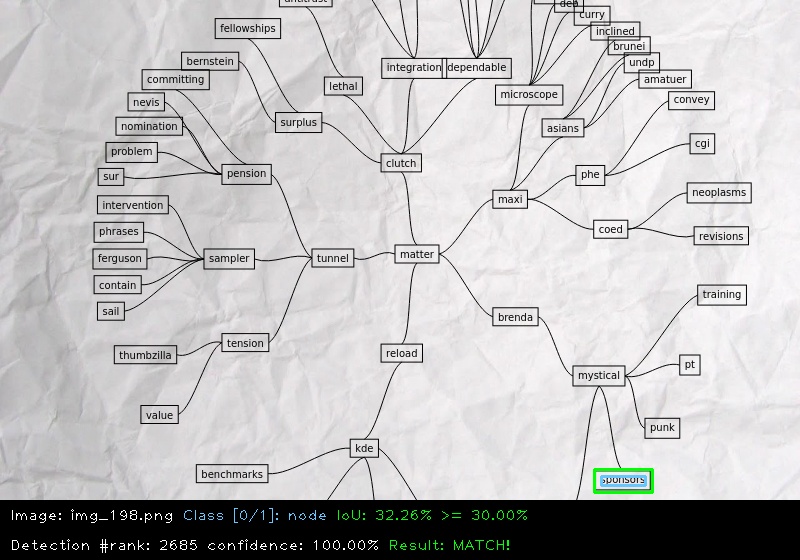 antitrust
deb
curry
fellowships
inclined
brunei
bernstein
integration
dependable
undp
committing
lethal
amatuer
nevis
microscope
convey
nomination
surplus
asians
problem
clutch
cgi
sur
pension
phe
intervention
maxi
neoplasms
phrases
coed
revisions
ferguson
sampler
tunnel
matter
contain
training
sail
brenda
thumbzilla
tension
reload
pt
mystical
value
punk
kde
benchmarks
sponsors
Image: img_198.png Class [0/1]: node IoU: 32.26% >= 30.00%
Detection #rank: 2685 confidence: 100.00% Result: MATCH!